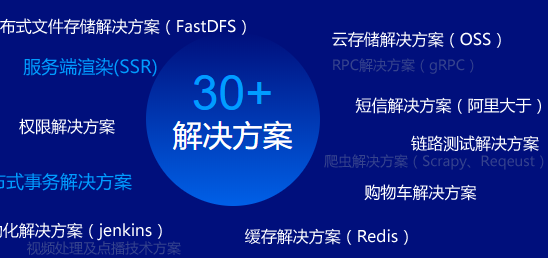 布式文件存储解决方案（FastDFS）
云存储解决方案（OSS）
服务端渲染(SSR)
RPC解决方案（gRPC）
30+
解决方案
短信解决方案（阿里大于）
权限解决方案
链路测试解决方案
爬虫解决方案（Scrapy、Reqeust）
布式事务解决方案
购物车解决方案
化解决方案（jenkins）
缓存解决方案（Redis）
视频处理及点播技术方案